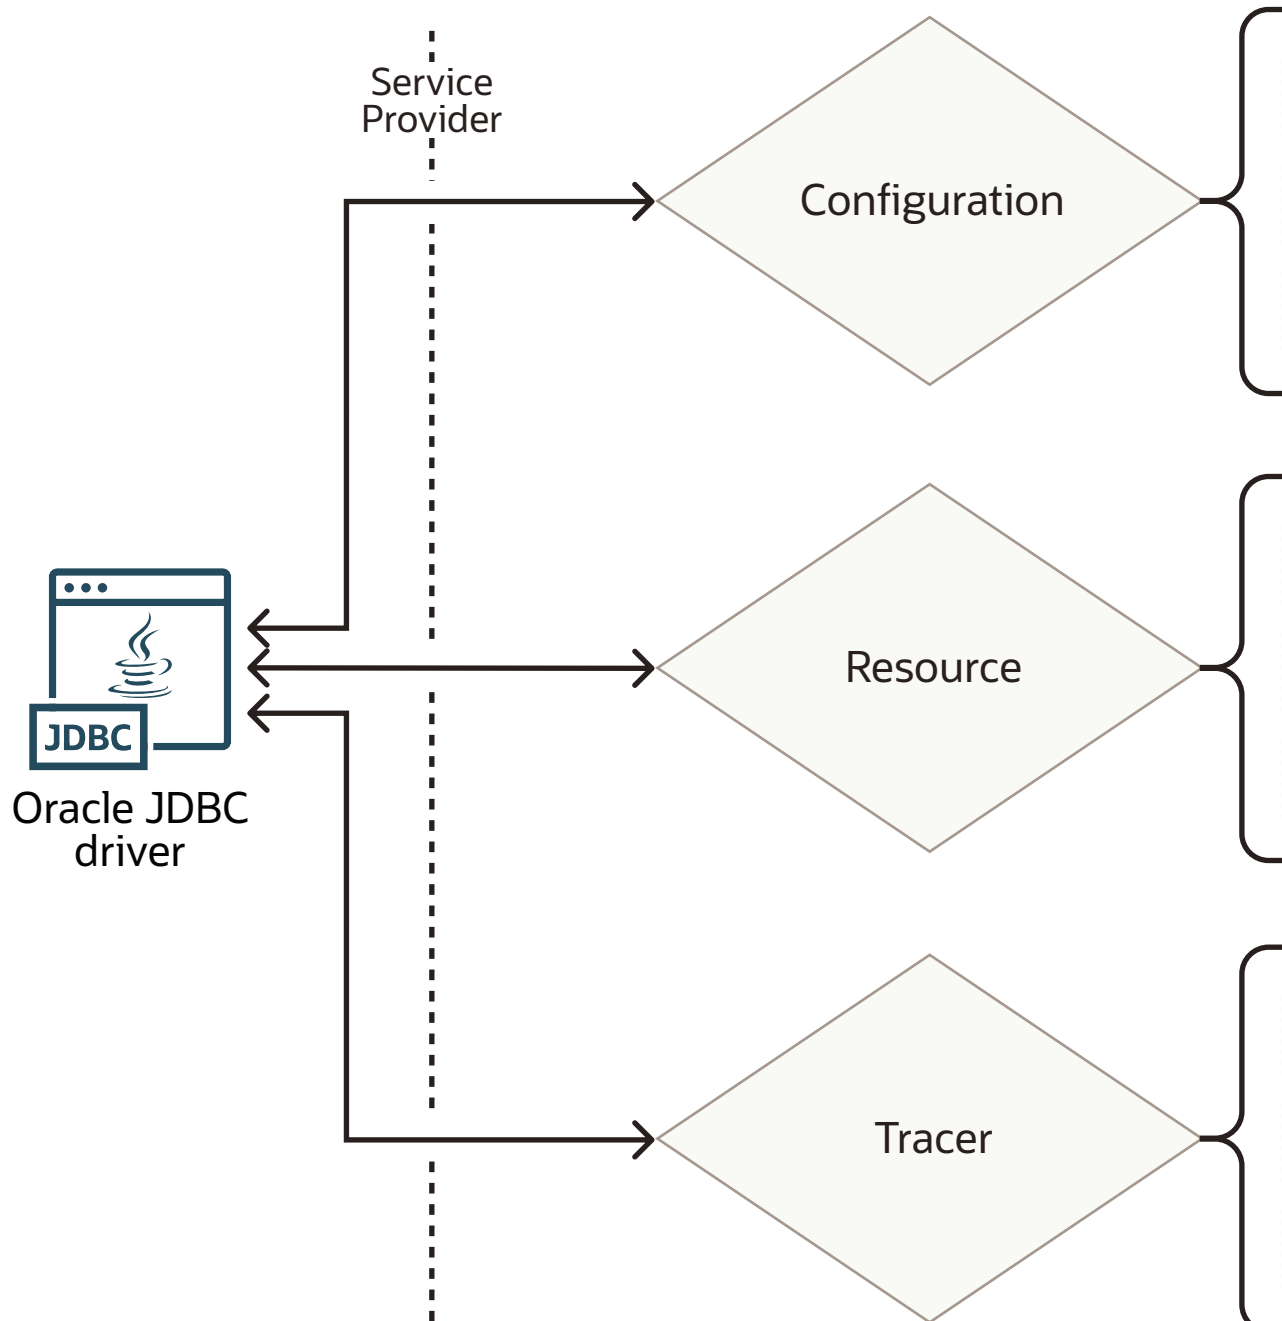 Service
Provider
Configuration
Resource
JDBC
Oracle JDBC
driver
Tracer